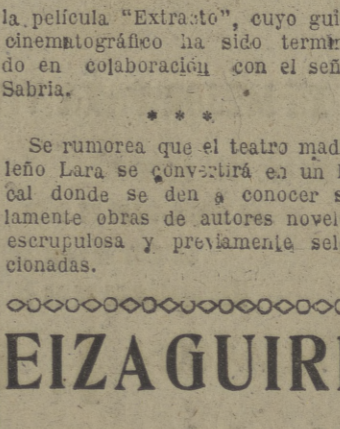 la película "Extracto", cuyo gui
cinematográfico ha sido termi
do en colaboración con el señ
Sabria.
* * *
Se rumorea que el teatro mad
leño Lara se convertirá en un l
cal donde se den a conocer s
lamente obras de autores novel
escrupulosa y previamente sel
cionadas.
EIZAGUIR